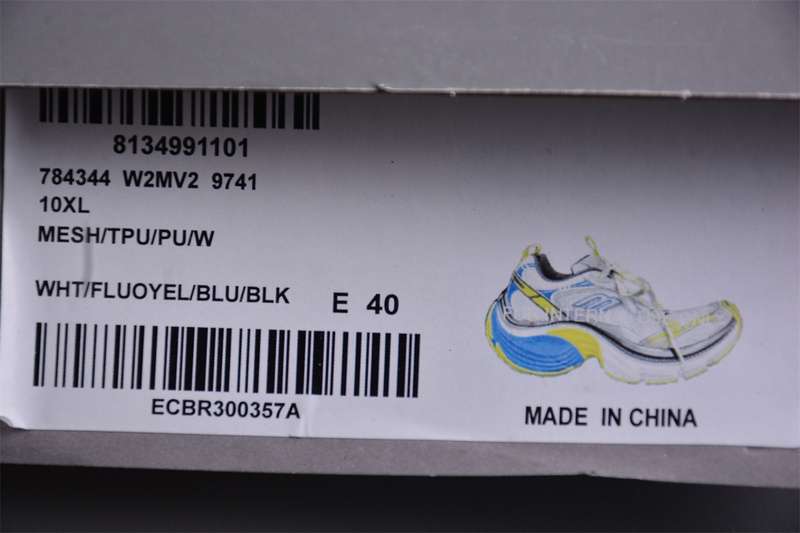 8134991101
784344 W2MV2 9741
10XL
MESH/TPU/PU/W
WHT/FLUOYEL/BLU/BLK
E 40
ECBR300357A
MADE IN CHINA